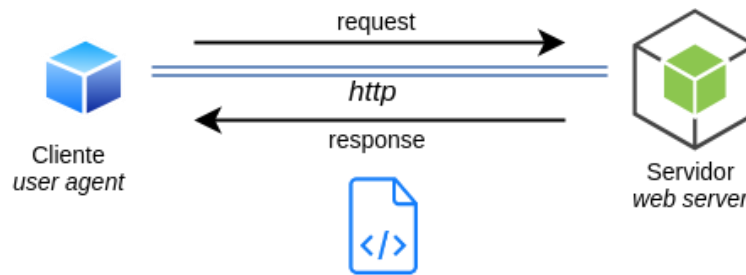 request
http
response
Cliente
user agent
Servidor
web server
</>